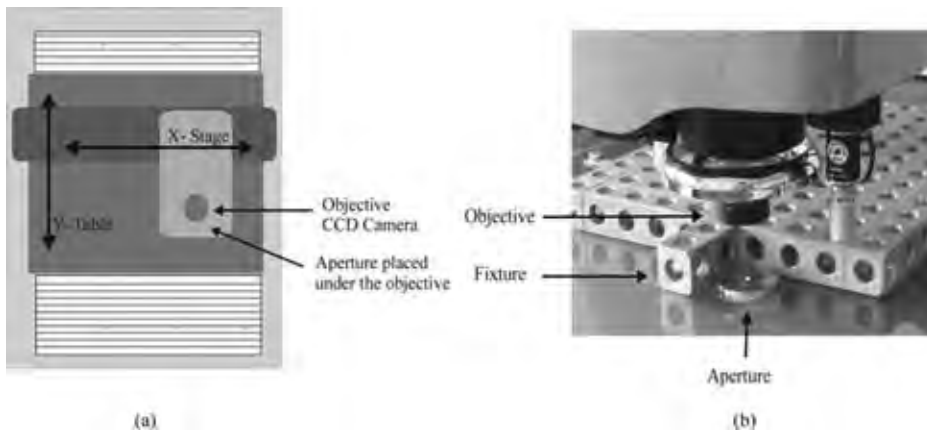 X- Stage
Y- Table
Objective
CCD Camera
Aperture placed
under the objective
(a)
Objective
Fixture
Aperture
(b)